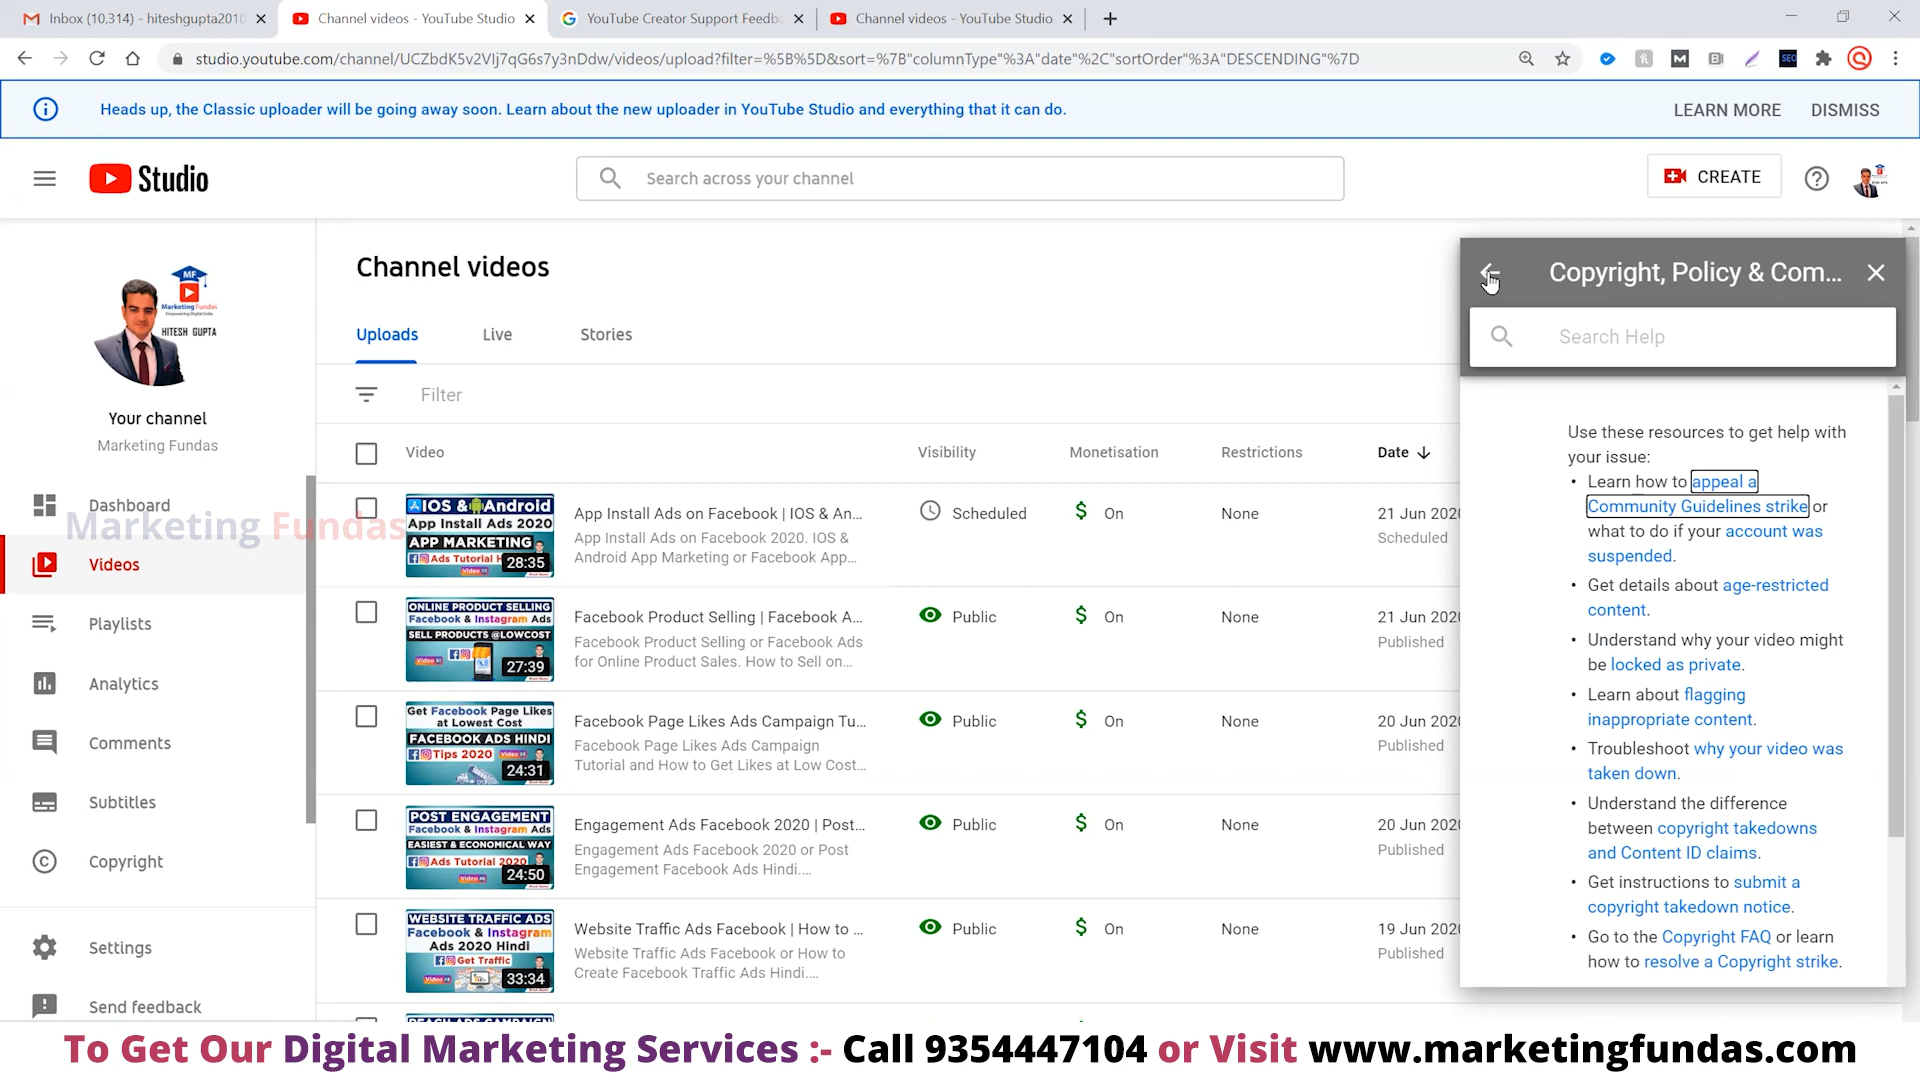 Inbox (10,314) - hiteshgupta2010
Channel videos - YouTube Studio
YouTube Creator Support Feedb
Channel videos - YouTube Studio
studio.youtube.com/channel/UCZbdK5v2VIj7qG6s7y3nDdw/videos/upload?filter=%5B%5D&sort=%7B"columnType"%3A"date"%2C"sortOrder"%3A"DESCENDING"%7D
Heads up, the Classic uploader will be going away soon. Learn about the new uploader in YouTube Studio and everything that it can do.
LEARN MORE
DISMISS
Studio
Search across your channel
CREATE
MF
Marketing Fundas
Empowering Digital India
HITESH GUPTA
Your channel
Marketing Fundas
Dashboard
Marketing Fundas
Videos
Playlists
Analytics
Comments
Subtitles
Copyright
Settings
Send feedback
Channel videos
Uploads
Live
Stories
Filter
Video
Visibility
Monetisation
Restrictions
Date
IOS & Android
App Install Ads 2020
APP MARKETING
Ads Tutorial H
28:35
App Install Ads on Facebook | IOS & An...
App Install Ads on Facebook 2020. IOS &
Android App Marketing or Facebook App...
Scheduled
On
None
21 Jun 2020
Scheduled
ONLINE PRODUCT SELLING
Facebook & Instagram Ads
SELL PRODUCTS @LOWCOST
27:39
Facebook Product Selling | Facebook A...
Facebook Product Selling or Facebook Ads
for Online Product Sales. How to Sell on...
Public
On
None
21 Jun 2020
Published
Get Facebook Page Likes
at Lowest Cost
FACEBOOK ADS HINDI
Tips 2020
24:31
Facebook Page Likes Ads Campaign Tu...
Facebook Page Likes Ads Campaign
Tutorial and How to Get Likes at Low Cost...
Public
On
None
20 Jun 2020
Published
POST ENGAGEMENT
Facebook & Instagram Ads
EASIEST & ECONOMICAL WAY
Ads Tutorial 2020
24:50
Engagement Ads Facebook 2020 | Post...
Engagement Ads Facebook 2020 or Post
Engagement Facebook Ads Hindi....
Public
On
None
20 Jun 2020
Published
WEBSITE TRAFFIC ADS
Facebook & Instagram
Ads 2020 Hindi
Get Traffic
33:34
Website Traffic Ads Facebook | How to ...
Website Traffic Ads Facebook or How to
Create Facebook Traffic Ads Hindi....
Public
On
None
19 Jun 2020
Published
Copyright, Policy & Com...
Search Help
Use these resources to get help with
your issue:
• Learn how to appeal a
Community Guidelines strike or
what to do if your account was
suspended.
• Get details about age-restricted
content.
• Understand why your video might
be locked as private.
• Learn about flagging
inappropriate content.
• Troubleshoot why your video was
taken down.
• Understand the difference
between copyright takedowns
and Content ID claims.
• Get instructions to submit a
copyright takedown notice.
• Go to the Copyright FAQ or learn
how to resolve a Copyright strike.
To Get Our Digital Marketing Services :- Call 9354447104 or Visit www.marketingfundas.com